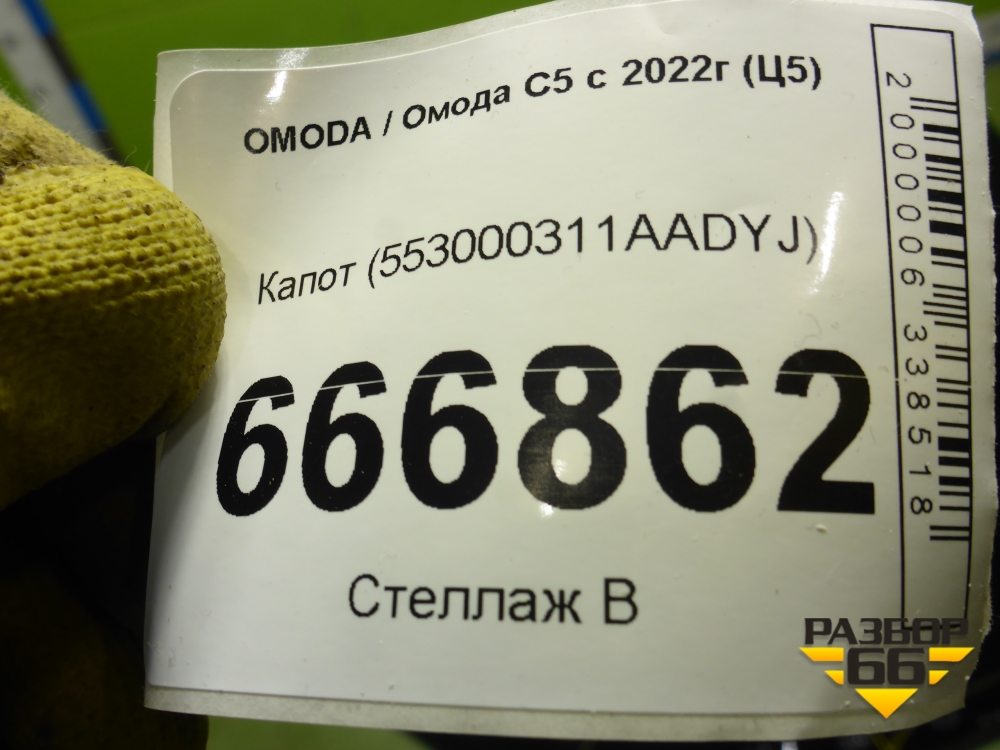 OMODA / Омода C5 с 2022г (Ц5)
Капот (553000311AADYJ)
666862
Стеллаж В
2000006338518
РАЗБОР
66